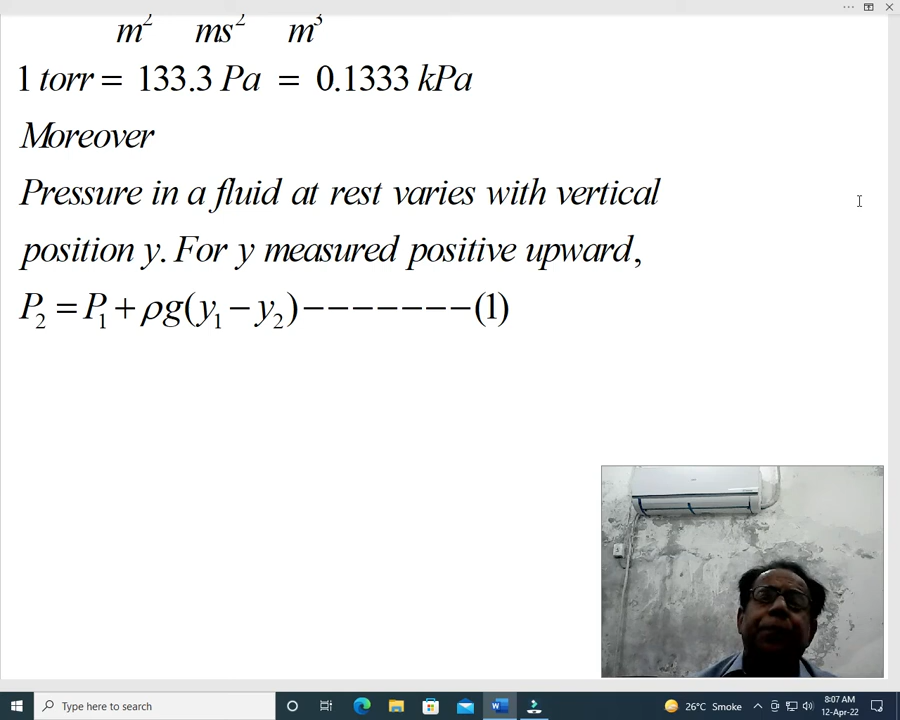 m² ms² m³
1 torr = 133.3 Pa = 0.1333 kPa
Moreover
Pressure in a fluid at rest varies with vertical
position y. For y measured positive upward,
P₂ = P₁ + ρg(y₁ − y₂)−−−−−−−(1)
Type here to search
26°C Smoke
8:07 AM
12-Apr-22